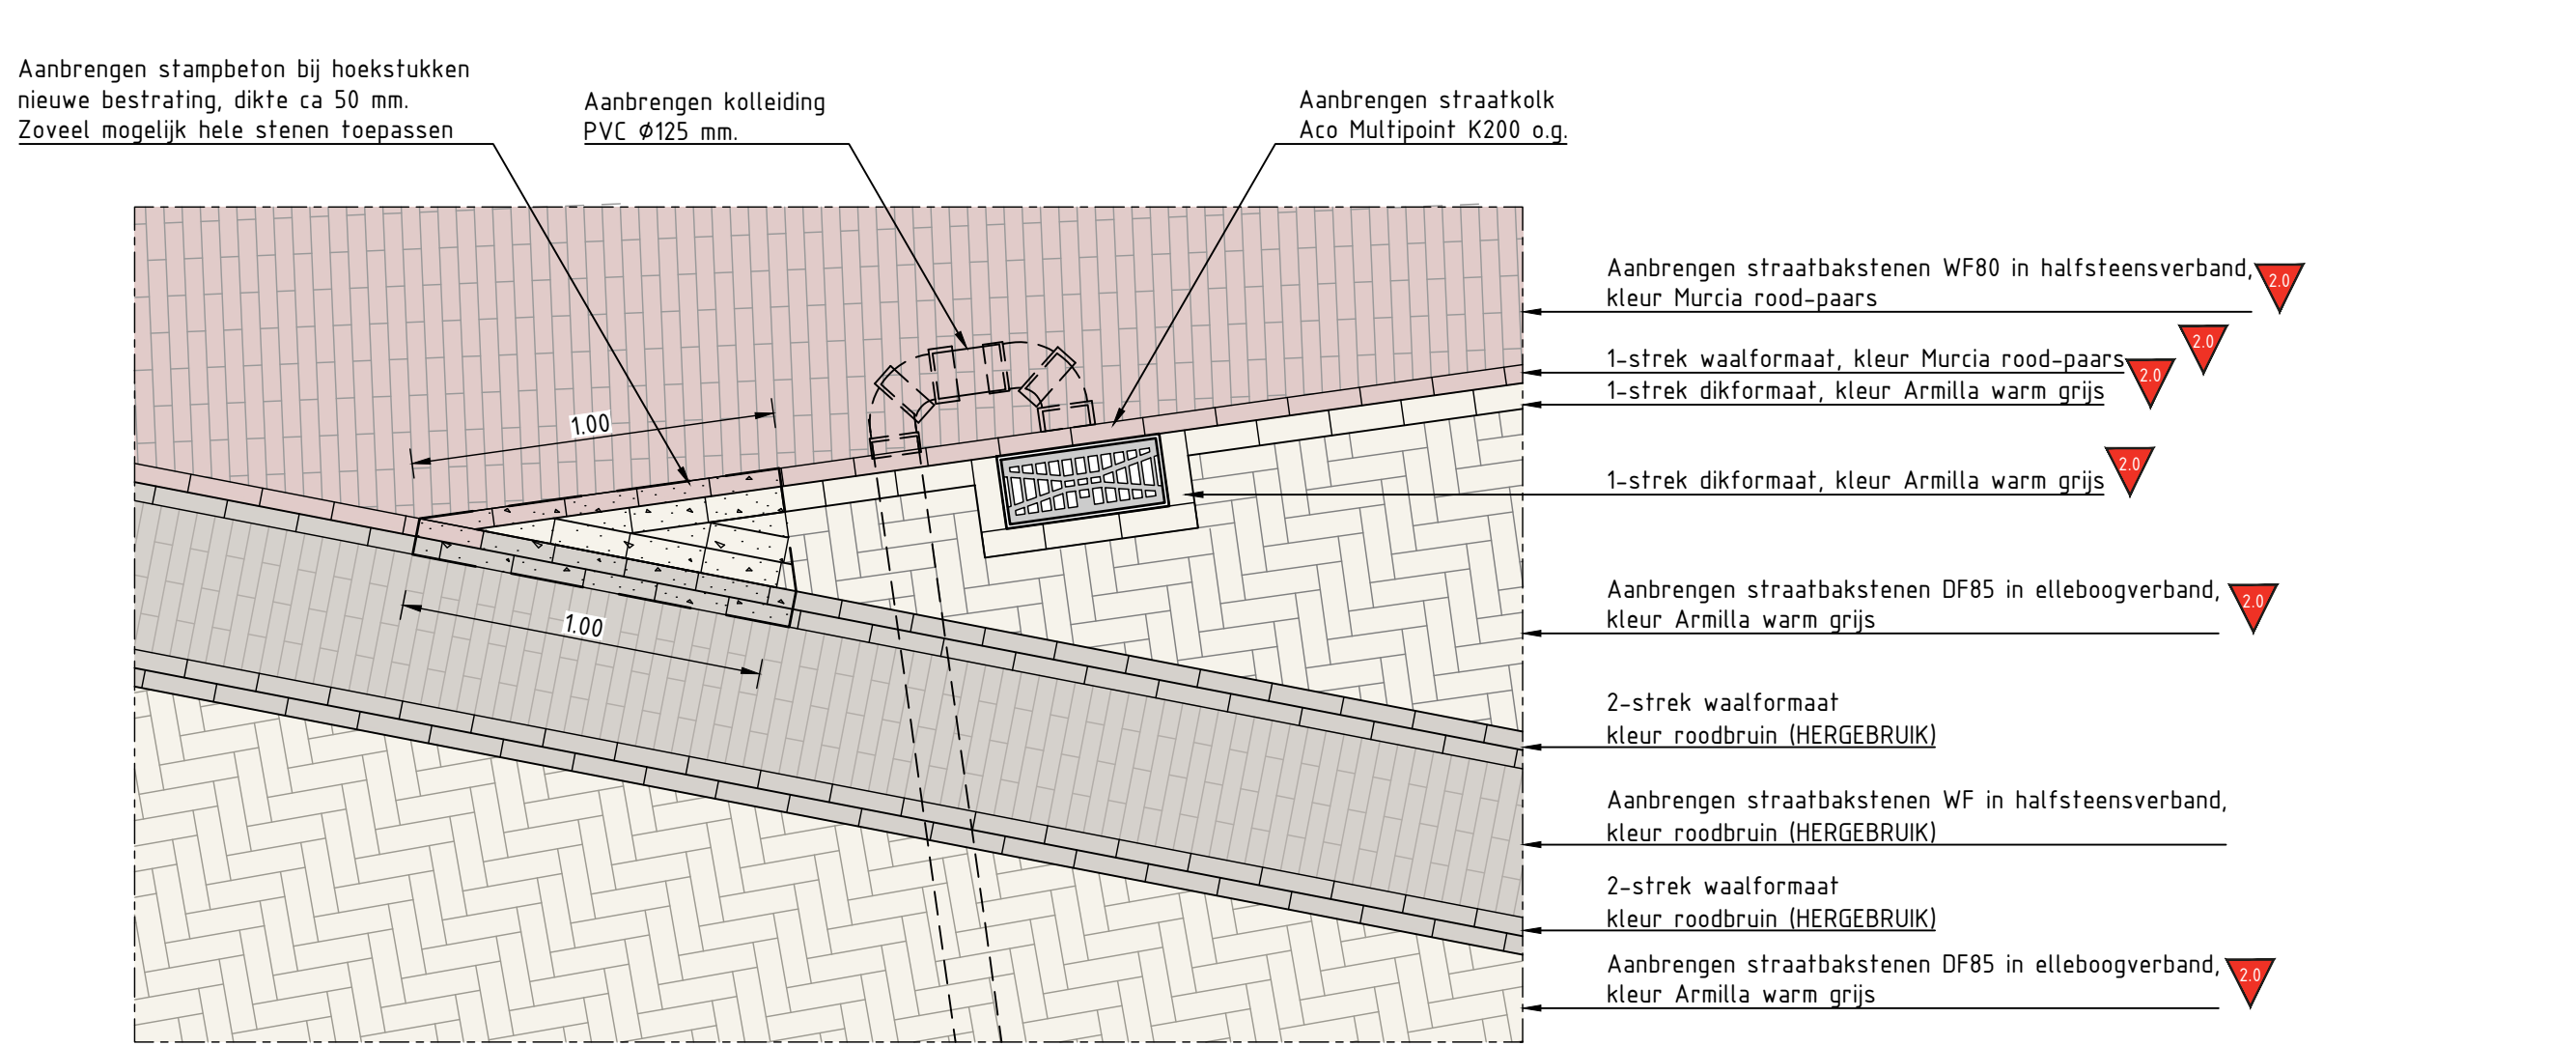 Aanbrengen stampbeton bij hoekstukken
nieuwe bestrating, dikte ca 50 mm.
Zoveel mogelijk hele stenen toepassen
Aanbrengen kolleiding
PVC Ø125 mm.
Aanbrengen straatkolk
Aco Multipoint K200 o.g.
1.00
1.00
Aanbrengen straatbakstenen WF80 in halfsteensverband,
kleur Murcia rood-paars
2.0
2.0
1-strek waalformaat, kleur Murcia rood-paars
2.0
1-strek dikformaat, kleur Armilla warm grijs
1-strek dikformaat, kleur Armilla warm grijs
2.0
Aanbrengen straatbakstenen DF85 in elleboogverband,
kleur Armilla warm grijs
2.0
2-strek waalformaat
kleur roodbruin (HERGEBRUIK)
Aanbrengen straatbakstenen WF in halfsteensverband,
kleur roodbruin (HERGEBRUIK)
2-strek waalformaat
kleur roodbruin (HERGEBRUIK)
Aanbrengen straatbakstenen DF85 in elleboogverband,
kleur Armilla warm grijs
2.0